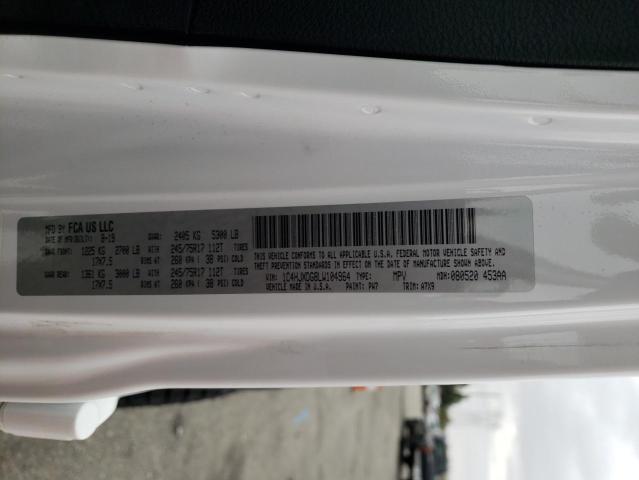 MFD BY FCA US LLC
DATE OF MFR 8-19 GVWR: 2405 KG 5300 LB
GAWR FRONT: 1225 KG 2700 LB WITH 245/75R17 112T TIRES
17X7.5 RIMS AT 260 KPA ( 38 PSI) COLD
GAWR REAR: 1361 KG 3000 LB WITH 245/75R17 112T TIRES
17X7.5 RIMS AT 260 KPA ( 38 PSI) COLD
THIS VEHICLE CONFORMS TO ALL APPLICABLE U.S.A. FEDERAL MOTOR VEHICLE SAFETY AND
THEFT PREVENTION STANDARDS IN EFFECT ON THE DATE OF MANUFACTURE SHOWN ABOVE.
VIN: TYPE: MPV MDH: 080520 453AA
VEHICLE MADE IN U.S.A. PAINT: PW7 TRIM: A7X9